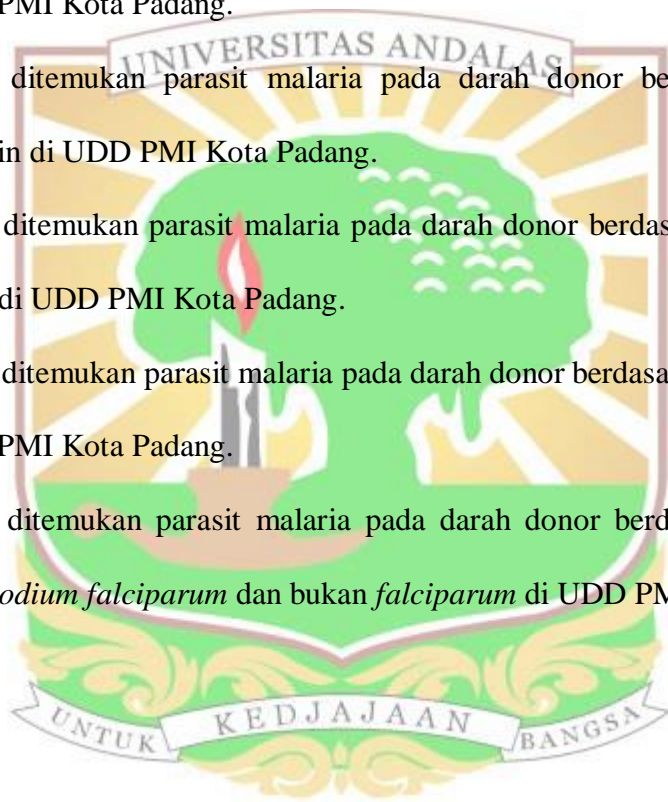 PMI Kota Padang.
UNIVERSITAS ANDALAS
ditemukan parasit malaria pada darah donor be
in di UDD PMI Kota Padang.
ditemukan parasit malaria pada darah donor berdas
di UDD PMI Kota Padang.
ditemukan parasit malaria pada darah donor berdasa
PMI Kota Padang.
ditemukan parasit malaria pada darah donor berd
odium falciparum dan bukan falciparum di UDD PM
UNTUK KEDJAJAAN BANGSA